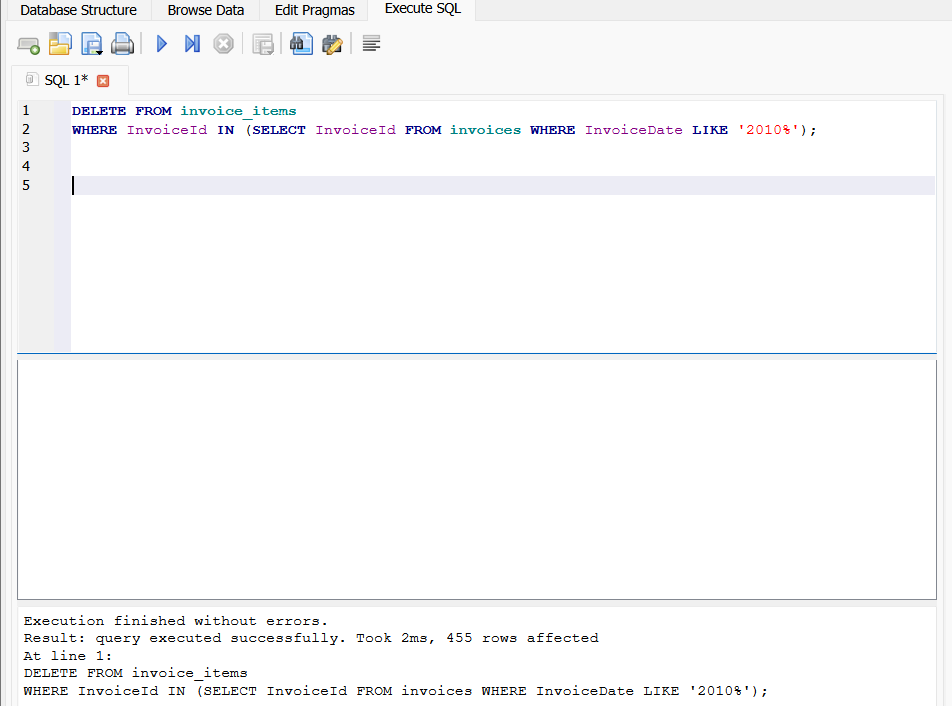 Database Structure Browse Data Edit Pragmas Execute SQL
SQL 1*
1 DELETE FROM invoice_items
2 WHERE InvoiceId IN (SELECT InvoiceId FROM invoices WHERE InvoiceDate LIKE '2010%');
3
4
5
Execution finished without errors.
Result: query executed successfully. Took 2ms, 455 rows affected
At line 1:
DELETE FROM invoice_items
WHERE InvoiceId IN (SELECT InvoiceId FROM invoices WHERE InvoiceDate LIKE '2010%');